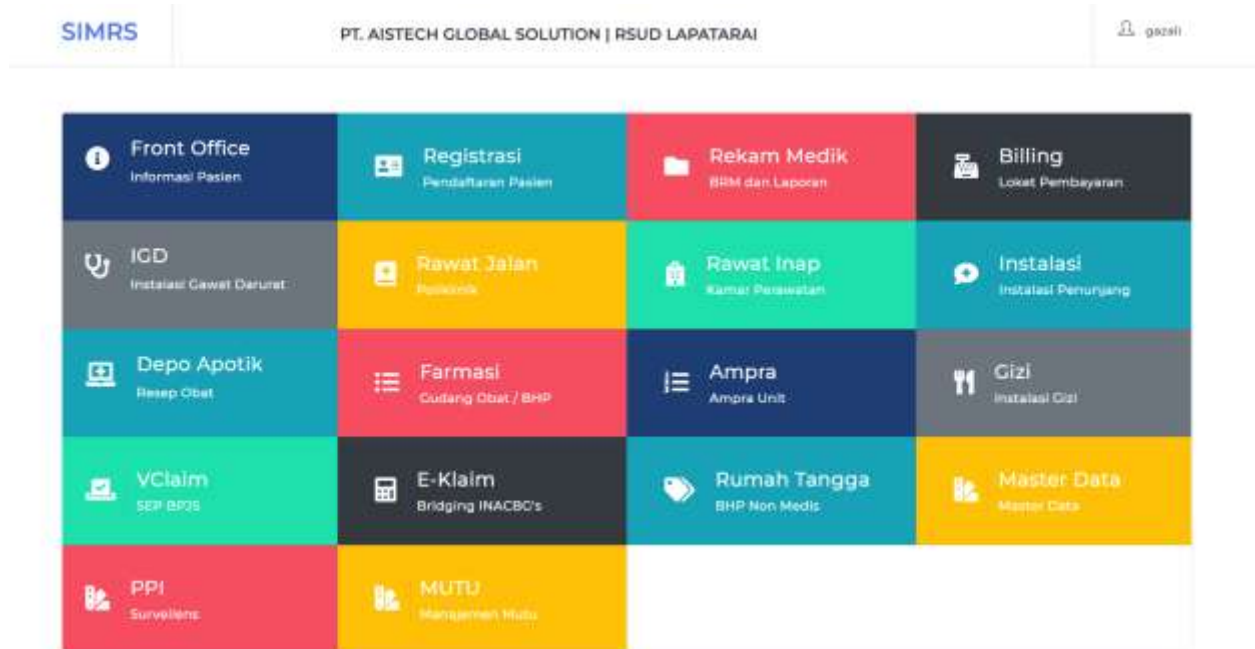 SIMRS
PT. AISTECH GLOBAL SOLUTION | RSUD LAPATARAI
gazali
Front Office
Informasi Pasien
Registrasi
Pendaftaran Pasien
Rekam Medik
BRM dan Laporan
Billing
Loket Pembayaran
IGD
Instalasi Gawat Darurat
Rawat Jalan
Poliklinik
Rawat Inap
Kamar Perawatan
Instalasi
Instalasi Penunjang
Depo Apotik
Resep Obat
Farmasi
Gudang Obat / BHP
Ampra
Ampra Unit
Gizi
Instalasi Gizi
VClaim
SEP BPJS
E-Klaim
Bridging INACBG's
Rumah Tangga
BHP Non Medis
Master Data
Master Data
PPI
Surveilens
MUTU
Manajemen Mutu